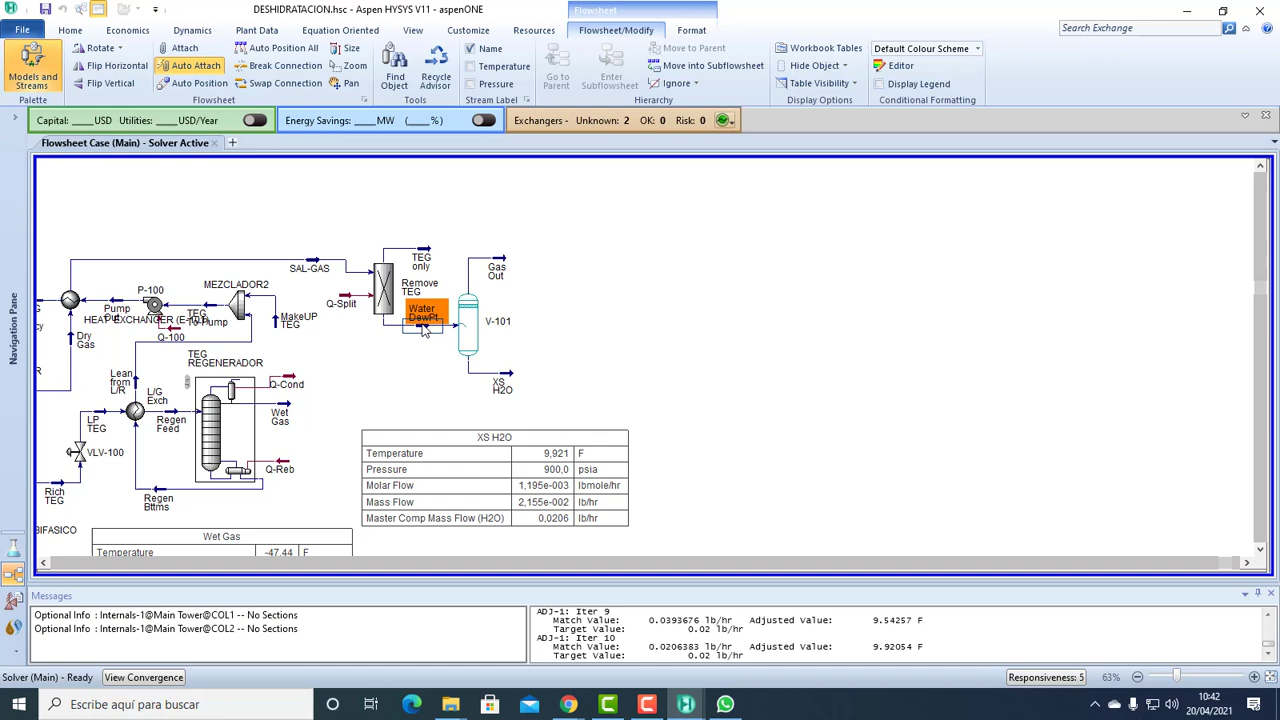 DESHIDRATACION.hsc - Aspen HYSYS V11 - aspenONE
Flowsheet
File Home Economics Dynamics Plant Data Equation Oriented View Customize Resources Flowsheet/Modify Format Search Exchange
Rotate Attach Position All Size Name Move to Parent Workbook Tables Default Colour Scheme
Flip Horizontal Auto Attach Break Connection Zoom Temperature Move into Subflowsheet Hide Object Editor
Flip Vertical Auto Position Swap Connection Pan Pressure Ignore Table Visibility Display Legend
Models and Streams
Find Object
Recycle Advisor
Go to Parent
Enter Subflowsheet
Palette Flowsheet Tools Stream Label Hierarchy Display Options Conditional Formatting
Capital: ____USD Utilities: ____USD/Year Energy Savings: ____MW (____%) Exchangers - Unknown: 2 OK: 0 Risk: 0
Flowsheet Case (Main) - Solver Active
Navigation Pane
SAL-GAS
TEG only
Gas Out
Remove TEG
Q-Split
Water DewPt
V-101
XS H2O
P-100
MEZCLADOR2
Pump Out
HEAT EXCHANGER
TEG To Pump
MakeUP TEG
Q-100
Dry Gas
TEG REGENERADOR
Lean from L/R
L/G Exch
Q-Cond
Wet Gas
LP TEG
Regen Feed
VLV-100
Q-Reb
Rich TEG
Regen Bttms
BIFASICO
XS H2O
Temperature 9,921 F
Pressure 900,0 psia
Molar Flow 1,195e-003 lbmole/hr
Mass Flow 2,155e-002 lb/hr
Master Comp Mass Flow (H2O) 0,0206 lb/hr
Wet Gas
Temperature -47,44 F
Messages
Optional Info : Internals-1@Main Tower@COL1 -- No Sections
Optional Info : Internals-1@Main Tower@COL2 -- No Sections
ADJ-1: Iter 9
Match Value: 0.0393676 lb/hr Adjusted Value: 9.54257 F
Target Value: 0.02 lb/hr
ADJ-1: Iter 10
Match Value: 0.0206383 lb/hr Adjusted Value: 9.92054 F
Target Value: 0.02 lb/hr
Solver (Main) - Ready View Convergence Responsiveness: 5 63%
Escribe aquí para buscar
ESP
10:42
20/04/2021